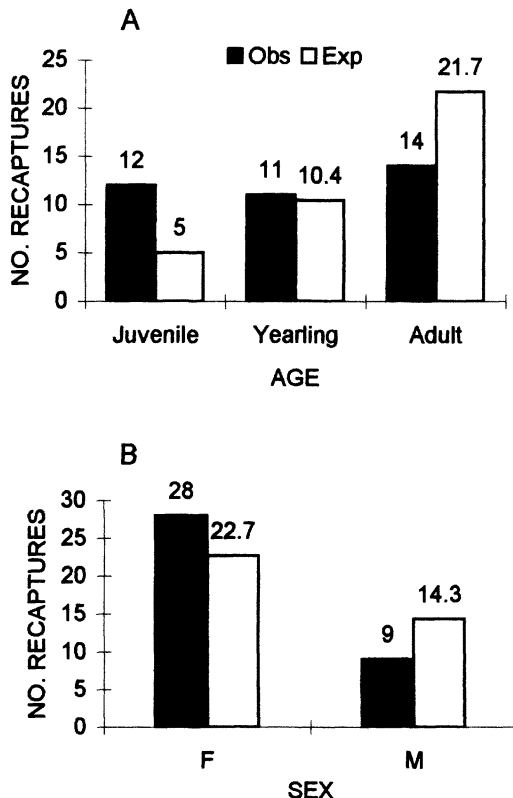 A
Obs Exp
NO. RECAPTURES
25
20
15
10
5
0
12
5
11
10.4
14
21.7
Juvenile Yearling Adult
AGE
B
NO. RECAPTURES
30
25
20
15
10
5
0
28
22.7
9
14.3
F M
SEX